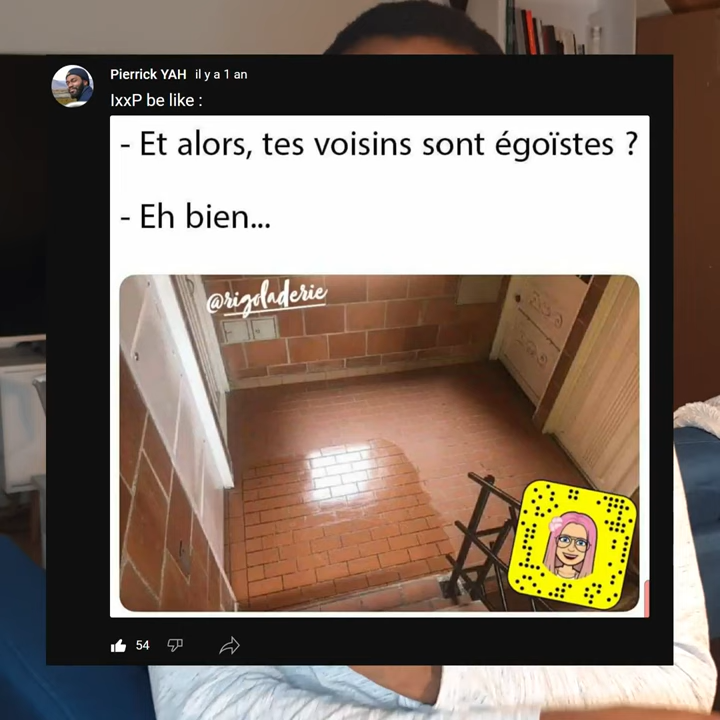 Pierrick YAH il y a 1 an
IxxP be like :
- Et alors, tes voisins sont égoïstes ?
- Eh bien...
@rigoladerie
54